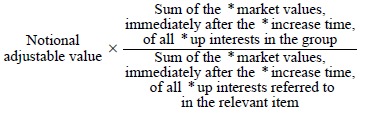 Sum of the *market values,
immediately after the *increase time,
of all *up interests in the group
Notional
adjustable value ×
Sum of the *market values,
immediately after the *increase time,
of all *up interests referred to
in the relevant item